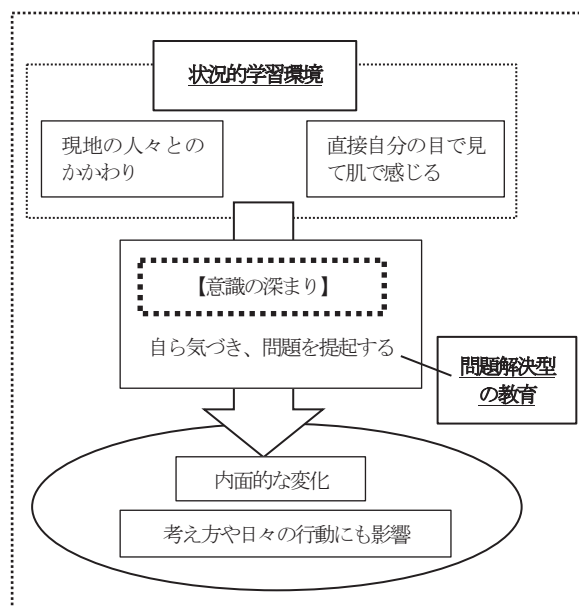 状況的学習環境
現地の人々との
かかわり
直接自分の目で見
て肌で感じる
【意識の深まり】
自ら気づき、問題を提起する
問題解決型
の教育
内面的な変化
考え方や日々の行動にも影響